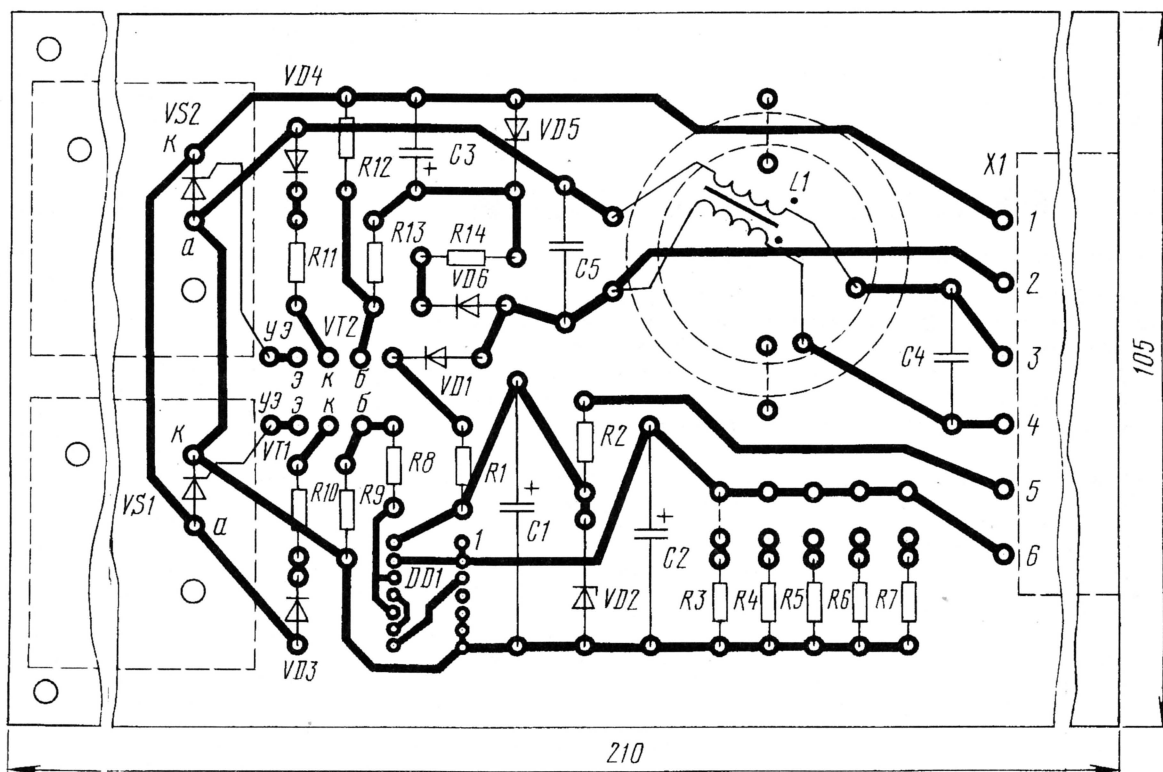 VD4
VS2
к
R12
C3
+
VD5
L1
X1
1
а
R11
R13
R14
C5
2
VD6
УЭ
VT2
Э к б
VD1
C4
3
УЭ Э к б
4
к
VT1
R8
R1
R2
5
VS1
R10
R9
+
C1
+
C2
6
а
1
DD1
VD2
R3
R4
R5
R6
R7
VD3
105
210